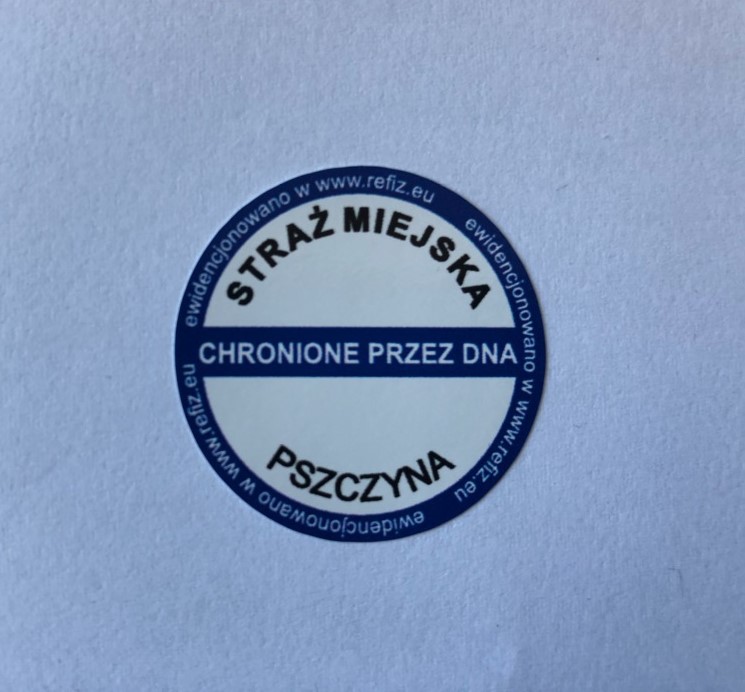 ewidencjonowano w www.refiz.eu
ewidencjonowano w www.refiz.eu
ewidencjonowano w www.refiz.eu
STRAŻ MIEJSKA
CHRONIONE PRZEZ DNA
PSZCZYNA